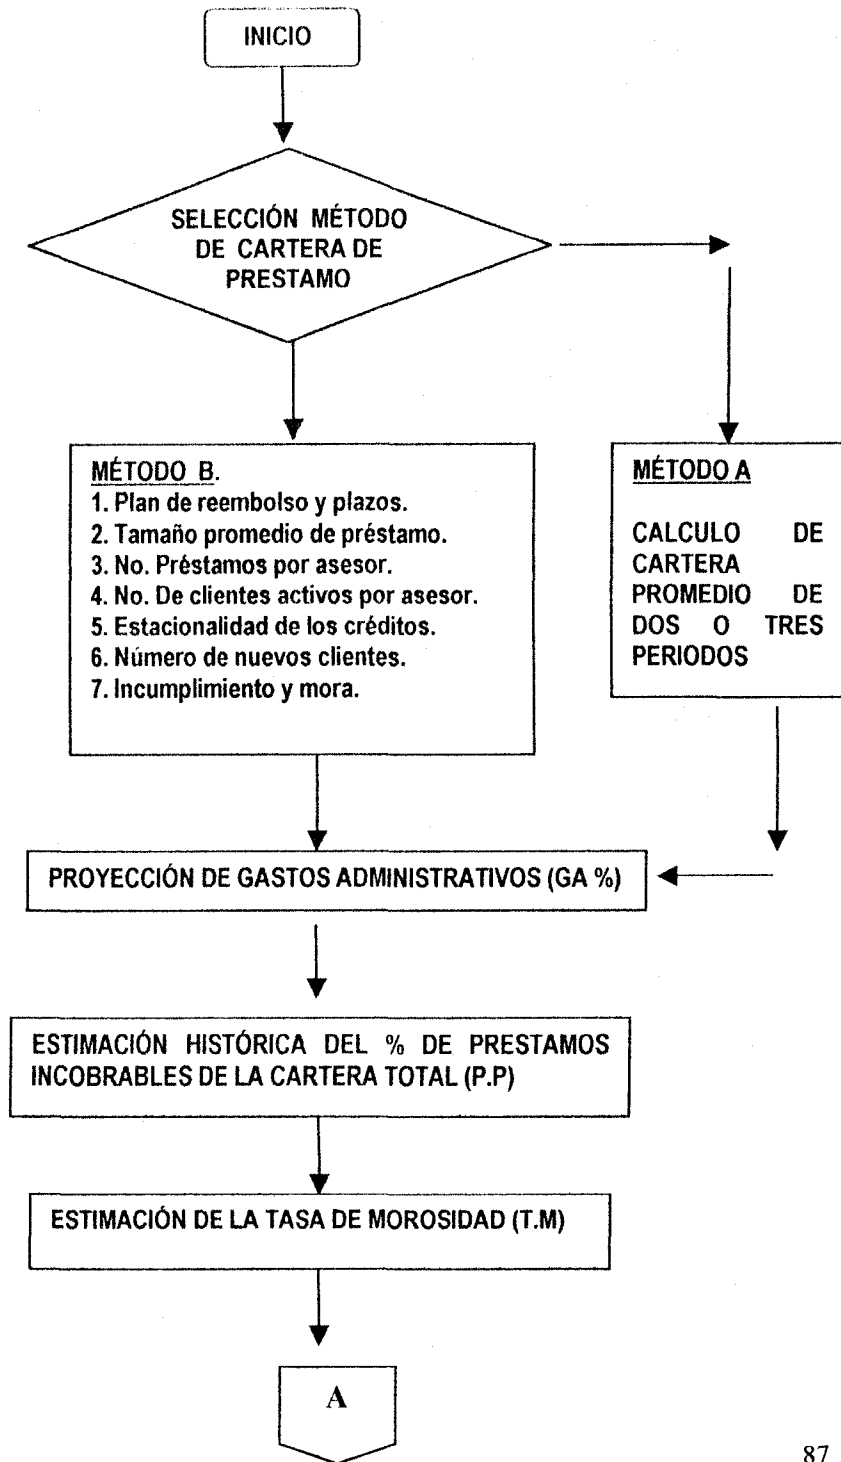 INICIO
SELECCIÓN MÉTODO
DE CARTERA DE
PRESTAMO
MÉTODO B.
1. Plan de reembolso y plazos.
2. Tamaño promedio de préstamo.
3. No. Préstamos por asesor.
4. No. De clientes activos por asesor.
5. Estacionalidad de los créditos.
6. Número de nuevos clientes.
7. Incumplimiento y mora.
MÉTODO A
CALCULO DE
CARTERA
PROMEDIO DE
DOS O TRES
PERIODOS
PROYECCIÓN DE GASTOS ADMINISTRATIVOS (GA %)
ESTIMACIÓN HISTÓRICA DEL % DE PRESTAMOS
INCOBRABLES DE LA CARTERA TOTAL (P.P)
ESTIMACIÓN DE LA TASA DE MOROSIDAD (T.M)
A
87